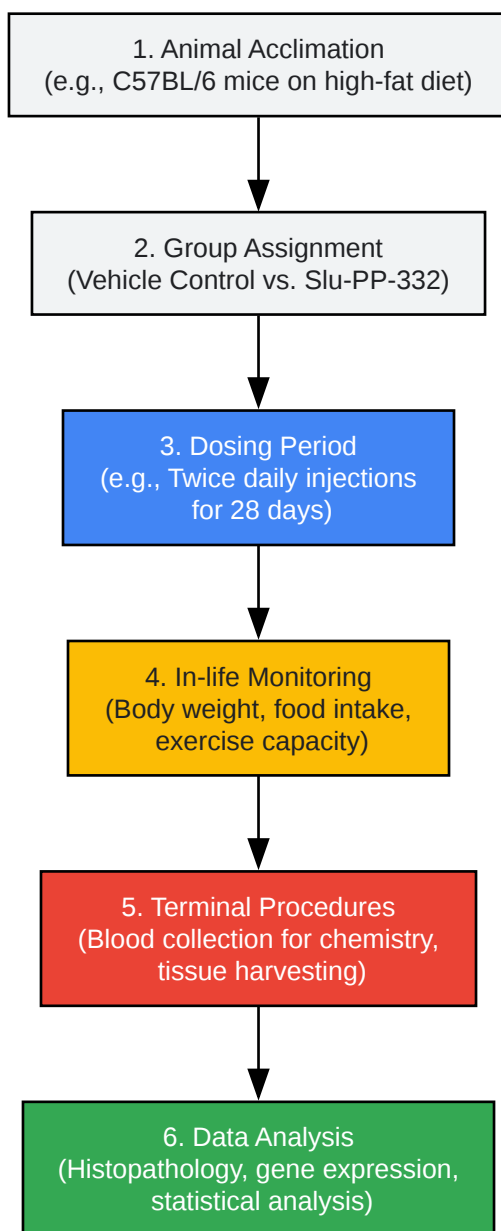 1. Animal Acclimation
(e.g., C57BL/6 mice on high-fat diet)
2. Group Assignment
(Vehicle Control vs. Slu-PP-332)
3. Dosing Period
(e.g., Twice daily injections
for 28 days)
4. In-life Monitoring
(Body weight, food intake,
exercise capacity)
5. Terminal Procedures
(Blood collection for chemistry,
tissue harvesting)
6. Data Analysis
(Histopathology, gene expression,
statistical analysis)